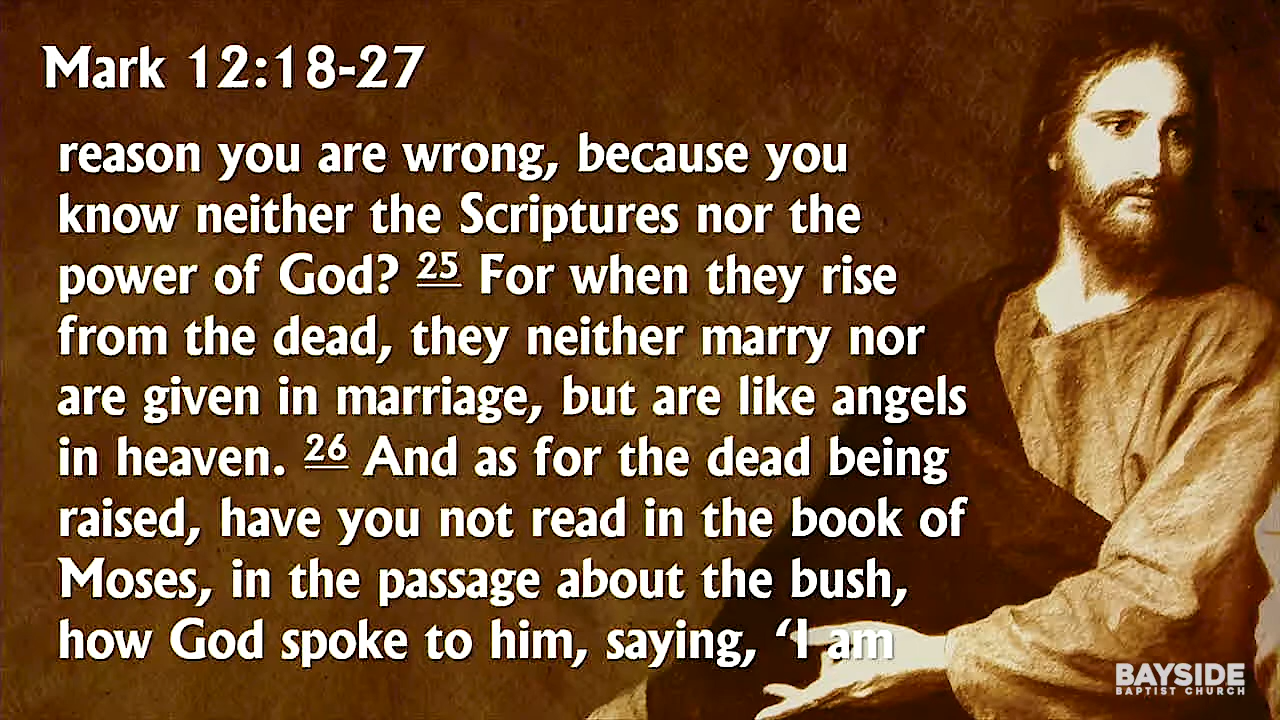 Mark 12:18-27
reason you are wrong, because you
know neither the Scriptures nor the
power of God? 25 For when they rise
from the dead, they neither marry nor
are given in marriage, but are like angels
in heaven. 26 And as for the dead being
raised, have you not read in the book of
Moses, in the passage about the bush,
how God spoke to him, saying, ‘I am
BAYSIDE
BAPTIST CHURCH